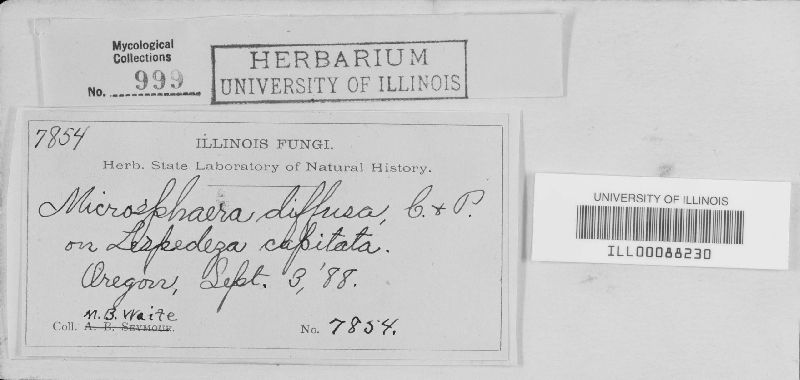 Mycological
Collections
No. 999
HERBARIUM
UNIVERSITY OF ILLINOIS
7854
ILLINOIS FUNGI.
Herb. State Laboratory of Natural History.
Microsphaera diffusa, C. & P.
on Lespedeza capitata.
Oregon, Sept. 3, '88.
M. B. Waite
Coll. A. B. Seymour.
No. 7854.
UNIVERSITY OF ILLINOIS
ILL00088230